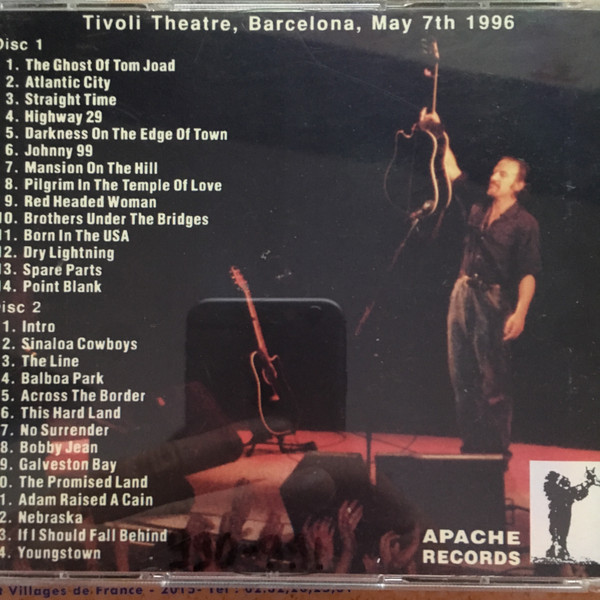 Tivoli Theatre, Barcelona, May 7th 1996
Disc 1
1. The Ghost Of Tom Joad
2. Atlantic City
3. Straight Time
4. Highway 29
5. Darkness On The Edge Of Town
6. Johnny 99
7. Mansion On The Hill
8. Pilgrim In The Temple Of Love
9. Red Headed Woman
10. Brothers Under The Bridges
11. Born In The USA
12. Dry Lightning
13. Spare Parts
14. Point Blank
isc 2
1. Intro
2. Sinaloa Cowboys
3. The Line
4. Balboa Park
5. Across The Border
6. This Hard Land
7. No Surrender
8. Bobby Jean
9. Galveston Bay
0. The Promised Land
1. Adam Raised A Cain
2. Nebraska
3. If I Should Fall Behind
4. Youngstown
APACHE
RECORDS
Villages de France - 2015- Tel :